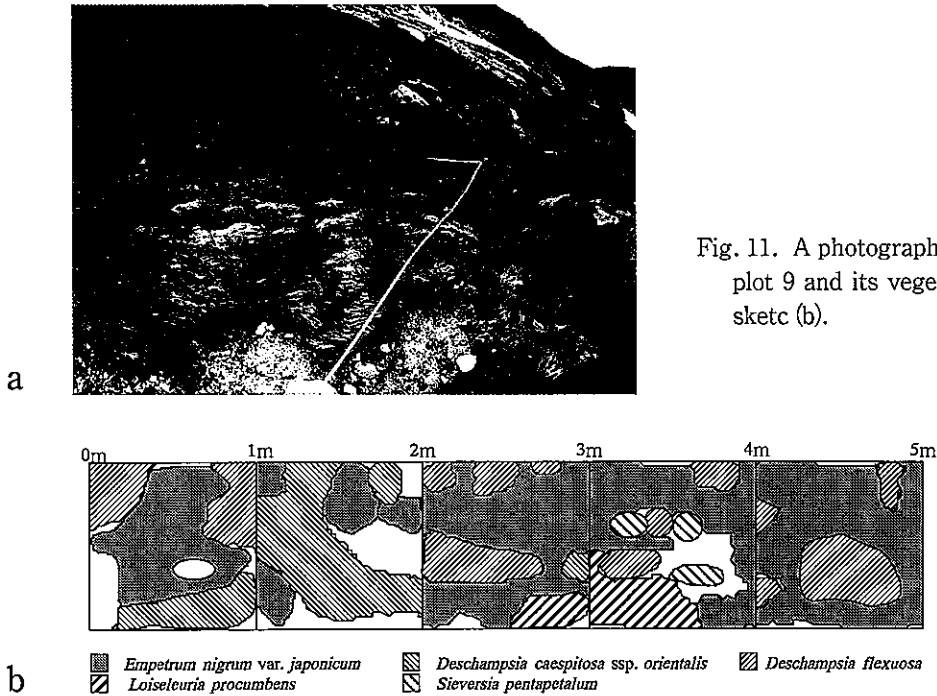 Fig. 11. A photograph
plot 9 and its vege
sketc (b).
a
0m 1m 2m 3m 4m 5m
b
Empetrum nigrum var. japonicum Deschampsia caespitosa ssp. orientalis Deschampsia flexuosa
Loiseleuria procumbens Sieversia pentapetalum